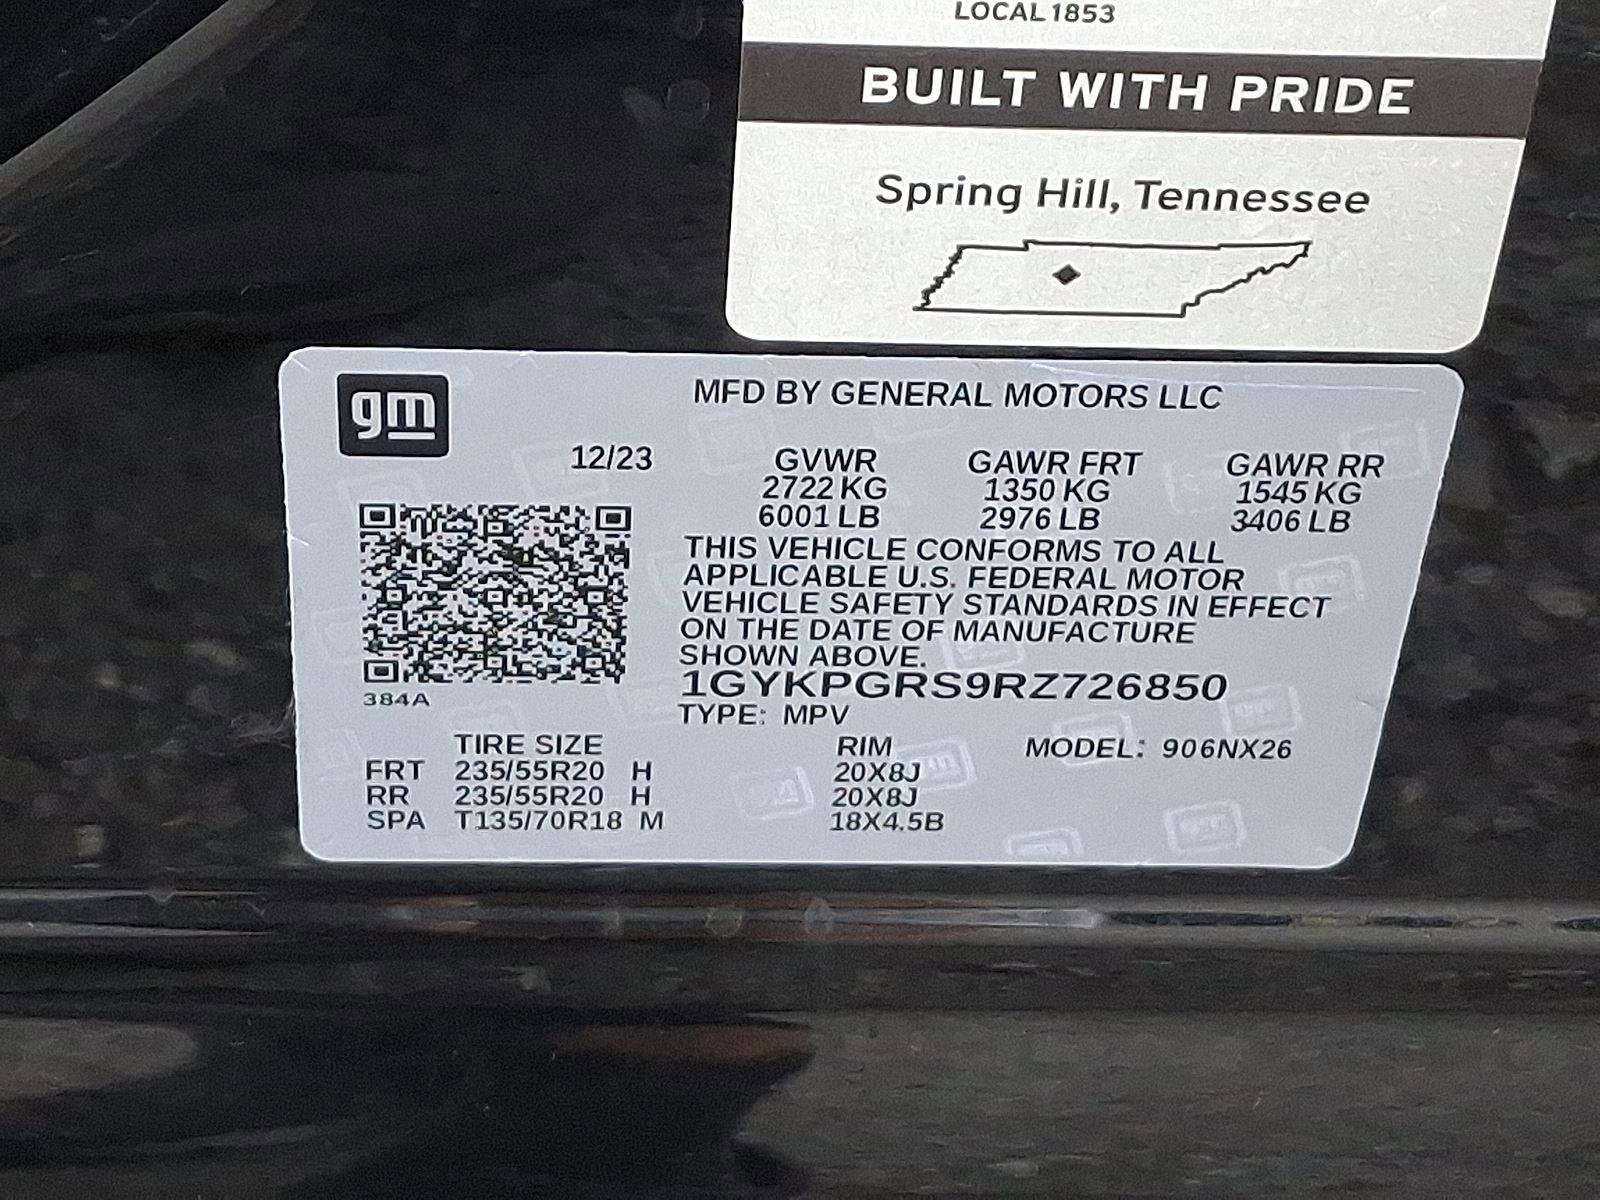 LOCAL 1853
BUILT WITH PRIDE
Spring Hill, Tennessee
gm
MFD BY GENERAL MOTORS LLC
12/23 GVWR GAWR FRT GAWR RR
2722 KG 1350 KG 1545 KG
6001 LB 2976 LB 3406 LB
THIS VEHICLE CONFORMS TO ALL
APPLICABLE U.S. FEDERAL MOTOR
VEHICLE SAFETY STANDARDS IN EFFECT
ON THE DATE OF MANUFACTURE
SHOWN ABOVE.
1GYKPGRS9RZ726850
384A
TYPE: MPV
TIRE SIZE RIM MODEL: 906NX26
FRT 235/55R20 H 20X8J
RR 235/55R20 H 20X8J
SPA T135/70R18 M 18X4.5B